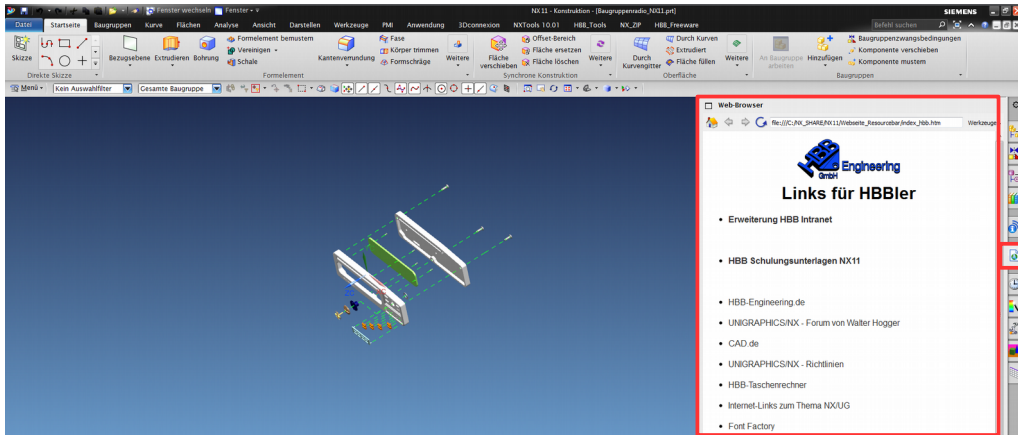 Fenster wechseln Fenster NX 11 - Konstruktion - [Baugruppenradio_NX11.prt] SIEMENS
Datei Startseite Baugruppen Kurve Flächen Analyse Ansicht Darstellen Werkzeuge PMI Anwendung 3Dconnexion NXTools 10.01 HBB_Tools NX_ZIP HBB_Freeware Befehl suchen
Skizze
Direkte Skizze
Bezugsebene Extrudieren Bohrung
Formelement bemustern
Vereinigen
Schale
Kantenverrundung
Fase
Körper trimmen
Formschräge
Weitere
Formelement
Fläche verschieben
Offset-Bereich
Fläche ersetzen
Fläche löschen
Weitere
Synchrone Konstruktion
Durch Kurvengitter
Durch Kurven
Extrudiert
Fläche füllen
Weitere
Oberfläche
An Baugruppe arbeiten
Hinzufügen
Baugruppenzwangsbedingungen
Komponente verschieben
Komponente mustern
Baugruppen
Menü Kein Auswahlfilter Gesamte Baugruppe
Web-Browser
file:///C:/NX_SHARE/NX11/Webseite_Resourcebar/index_hbb.htm Werkzeuge
HBB
GmbH Engineering
Links für HBBler
• Erweiterung HBB Intranet
• HBB Schulungsunterlagen NX11
• HBB-Engineering.de
• UNIGRAPHICS/NX - Forum von Walter Hogger
• CAD.de
• UNIGRAPHICS/NX - Richtlinien
• HBB-Taschenrechner
• Internet-Links zum Thema NX/UG
• Font Factory